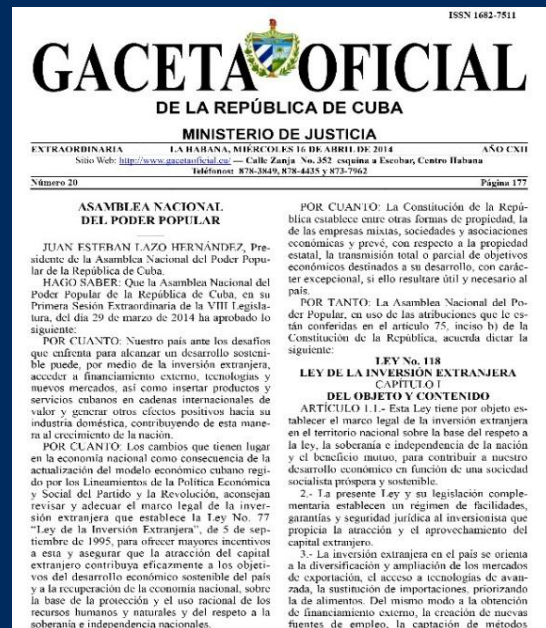 ISSN 1682-7511
GACETA OFICIAL
DE LA REPÚBLICA DE CUBA
MINISTERIO DE JUSTICIA
EXTRAORDINARIA LA HABANA, MIÉRCOLES 16 DE ABRIL DE 2014 AÑO CXII
Sitio Web: http://www.gacetaoficial.cu/ — Calle Zanja No. 352 esquina a Escobar, Centro Habana
Teléfonos: 878-3849, 878-4435 y 873-7962
Número 20 Página 177
ASAMBLEA NACIONAL
DEL PODER POPULAR
JUAN ESTEBAN LAZO HERNÁNDEZ, Pre-
sidente de la Asamblea Nacional del Poder Popu-
lar de la República de Cuba.
HAGO SABER: Que la Asamblea Nacional del
Poder Popular de la República de Cuba, en su
Primera Sesión Extraordinaria de la VIII Legisla-
tura, del día 29 de marzo de 2014 ha aprobado lo
siguiente:
POR CUANTO: Nuestro país ante los desafíos
que enfrenta para alcanzar un desarrollo sosteni-
ble puede, por medio de la inversión extranjera,
acceder a financiamiento externo, tecnologías y
nuevos mercados, así como insertar productos y
servicios cubanos en cadenas internacionales de
valor y generar otros efectos positivos hacia su
industria doméstica, contribuyendo de esta mane-
ra al crecimiento de la nación.
POR CUANTO: Los cambios que tienen lugar
en la economía nacional como consecuencia de la
actualización del modelo económico cubano regi-
do por los Lineamientos de la Política Económica
y Social del Partido y la Revolución, aconsejan
revisar y adecuar el marco legal de la inver-
sión extranjera que establece la Ley No. 77
“Ley de la Inversión Extranjera”, de 5 de sep-
tiembre de 1995, para ofrecer mayores incentivos
a esta y asegurar que la atracción del capital
extranjero contribuya eficazmente a los objeti-
vos del desarrollo económico sostenible del país
y a la recuperación de la economía nacional, sobre
la base de la protección y el uso racional de los
recursos humanos y naturales y del respeto a la
soberanía e independencia nacionales.
POR CUANTO: La Constitución de la Repú-
blica establece entre otras formas de propiedad, la
de las empresas mixtas, sociedades y asociaciones
económicas y prevé, con respecto a la propiedad
estatal, la transmisión total o parcial de objetivos
económicos destinados a su desarrollo, con carác-
ter excepcional, si ello resultare útil y necesario al
país.
POR TANTO: La Asamblea Nacional del Po-
der Popular, en uso de las atribuciones que le es-
tán conferidas en el artículo 75, inciso b) de la
Constitución de la República, acuerda dictar la
siguiente:
LEY No. 118
LEY DE LA INVERSIÓN EXTRANJERA
CAPÍTULO I
DEL OBJETO Y CONTENIDO
ARTÍCULO 1.1.- Esta Ley tiene por objeto es-
tablecer el marco legal de la inversión extranjera
en el territorio nacional sobre la base del respeto a
la ley, la soberanía e independencia de la nación
y el beneficio mutuo, para contribuir a nuestro
desarrollo económico en función de una sociedad
socialista próspera y sostenible.
2.- La presente Ley y su legislación comple-
mentaria establecen un régimen de facilidades,
garantías y seguridad jurídica al inversionista que
propicia la atracción y el aprovechamiento del
capital extranjero.
3.- La inversión extranjera en el país se orienta
a la diversificación y ampliación de los mercados
de exportación, el acceso a tecnologías de avan-
zada, la sustitución de importaciones, priorizando
la de alimentos. Del mismo modo a la obtención
de financiamiento externo, la creación de nuevas
fuentes de empleo, la captación de métodos